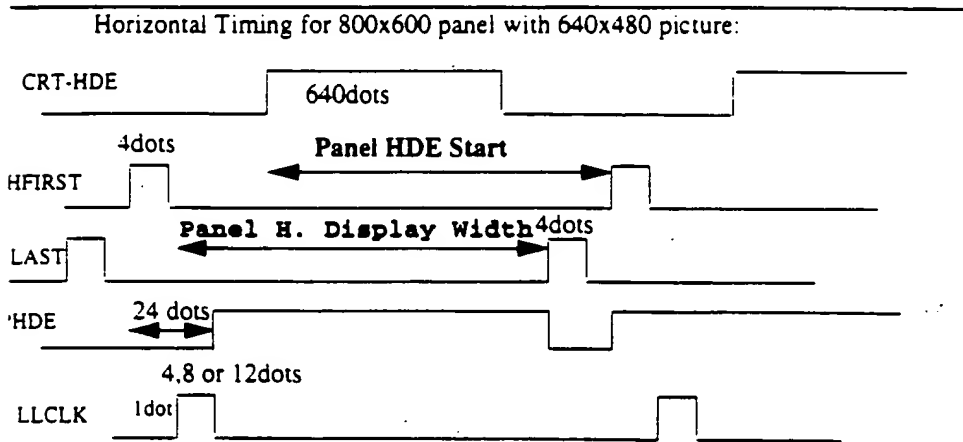 Horizontal Timing for 800x600 panel with 640x480 picture:
CRT-HDE
640dots
4dots
Panel HDE Start
HFIRST
Panel H. Display Width
4dots
LAST
24 dots
HDE
4,8 or 12dots
1dot
LLCLK